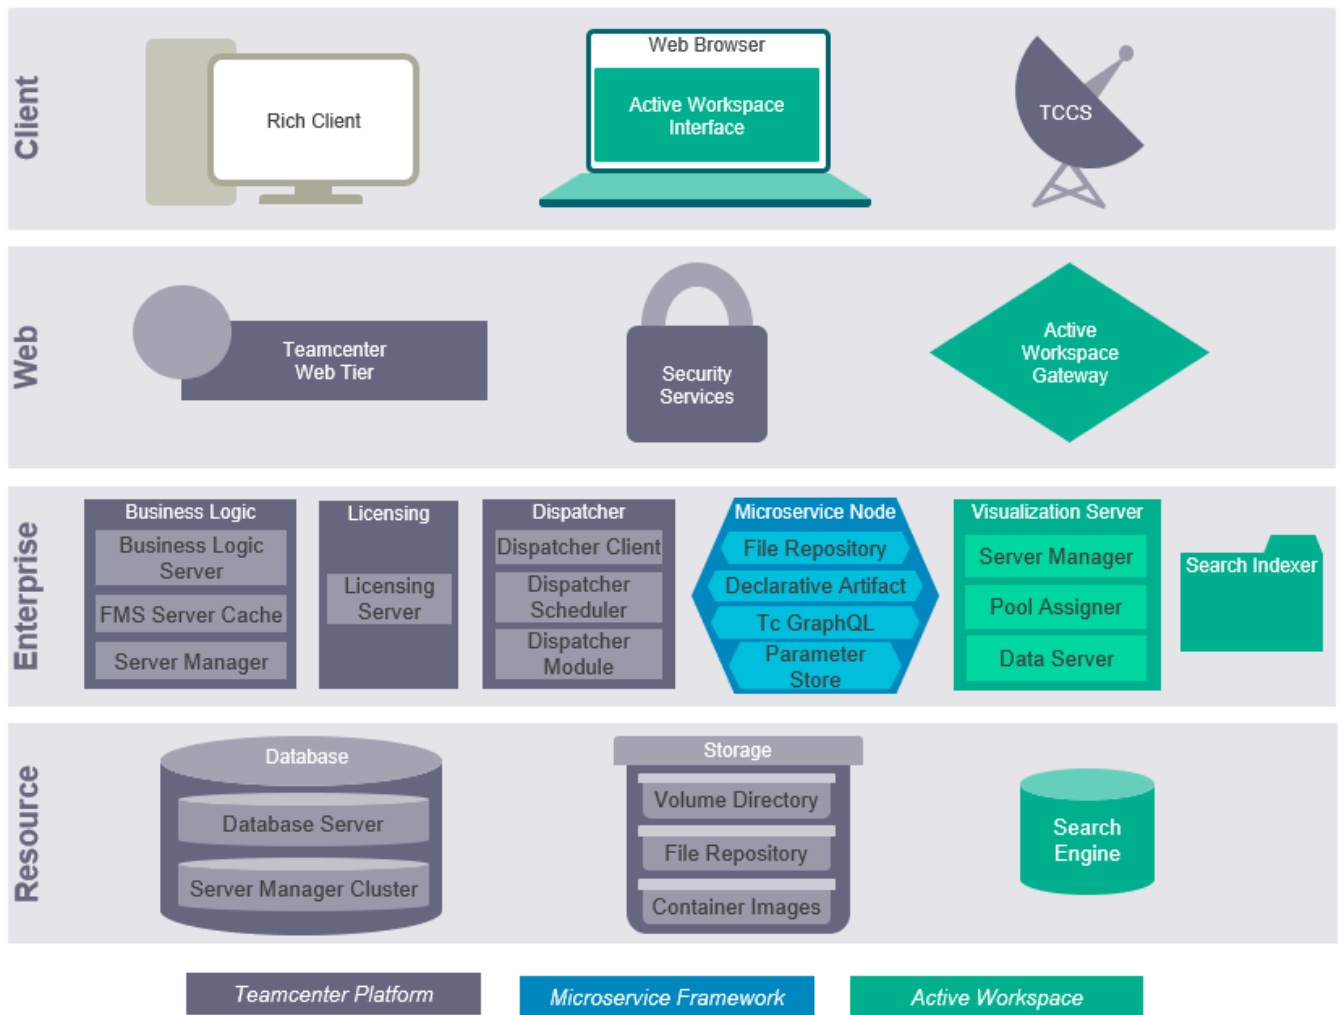 Client
Rich Client
Web Browser
Active Workspace
Interface
TCCS
Web
Teamcenter
Web Tier
Security
Services
Active
Workspace
Gateway
Enterprise
Business Logic
Business Logic
Server
FMS Server Cache
Server Manager
Licensing
Licensing
Server
Dispatcher
Dispatcher Client
Dispatcher
Scheduler
Dispatcher
Module
Microservice Node
File Repository
Declarative Artifact
Tc GraphQL
Parameter
Store
Visualization Server
Server Manager
Pool Assigner
Data Server
Search Indexer
Resource
Database
Database Server
Server Manager Cluster
Storage
Volume Directory
File Repository
Container Images
Search
Engine
Teamcenter Platform
Microservice Framework
Active Workspace